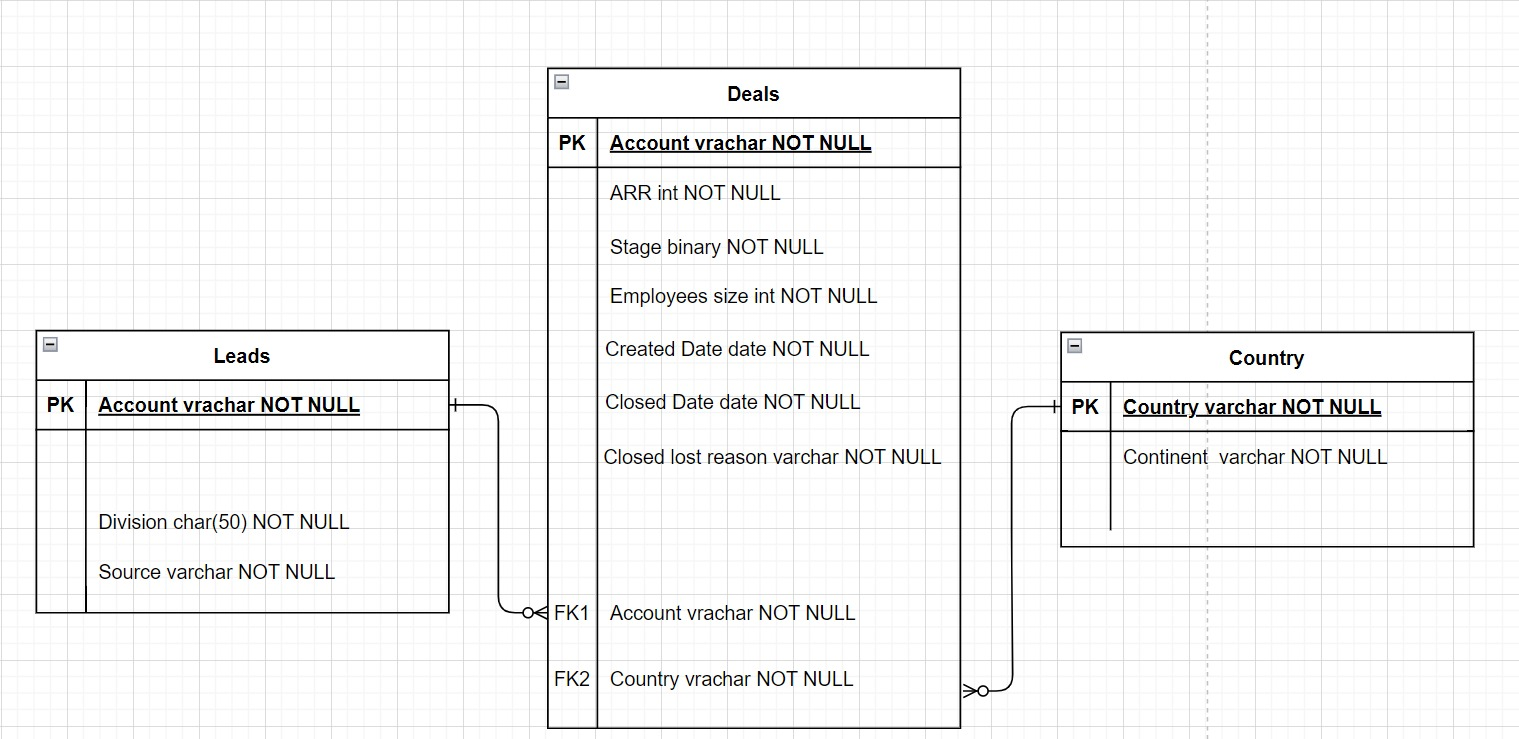 Deals
PK Account vrachar NOT NULL
ARR int NOT NULL
Stage binary NOT NULL
Employees size int NOT NULL
Created Date date NOT NULL
Closed Date date NOT NULL
Closed lost reason varchar NOT NULL
FK1 Account vrachar NOT NULL
FK2 Country vrachar NOT NULL
Leads
PK Account vrachar NOT NULL
Division char(50) NOT NULL
Source varchar NOT NULL
Country
PK Country varchar NOT NULL
Continent varchar NOT NULL